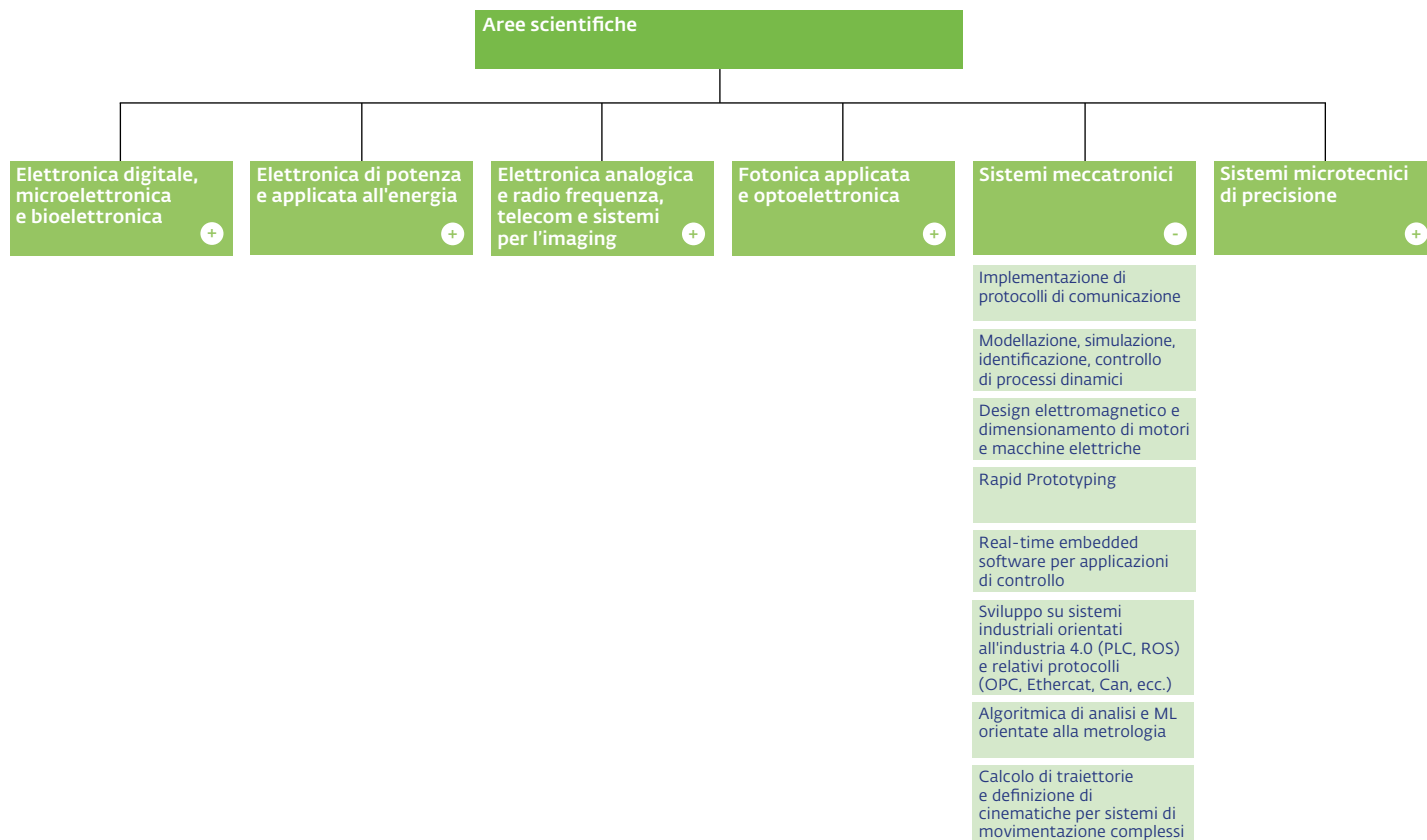 Aree scientifiche
Elettronica digitale,
microelettronica
e bioelettronica
+
Elettronica di potenza
e applicata all'energia
+
Elettronica analogica
e radio frequenza,
telecom e sistemi
per l'imaging
+
Fotonica applicata
e optoelettronica
+
Sistemi meccatronici
-
Sistemi microtecnici
di precisione
+
Implementazione di
protocolli di comunicazione
Modellazione, simulazione,
identificazione, controllo
di processi dinamici
Design elettromagnetico e
dimensionamento di motori
e macchine elettriche
Rapid Prototyping
Real-time embedded
software per applicazioni
di controllo
Sviluppo su sistemi
industriali orientati
all'industria 4.0 (PLC, ROS)
e relativi protocolli
(OPC, Ethercat, Can, ecc.)
Algoritmica di analisi e ML
orientate alla metrologia
Calcolo di traiettorie
e definizione di
cinematiche per sistemi di
movimentazione complessi